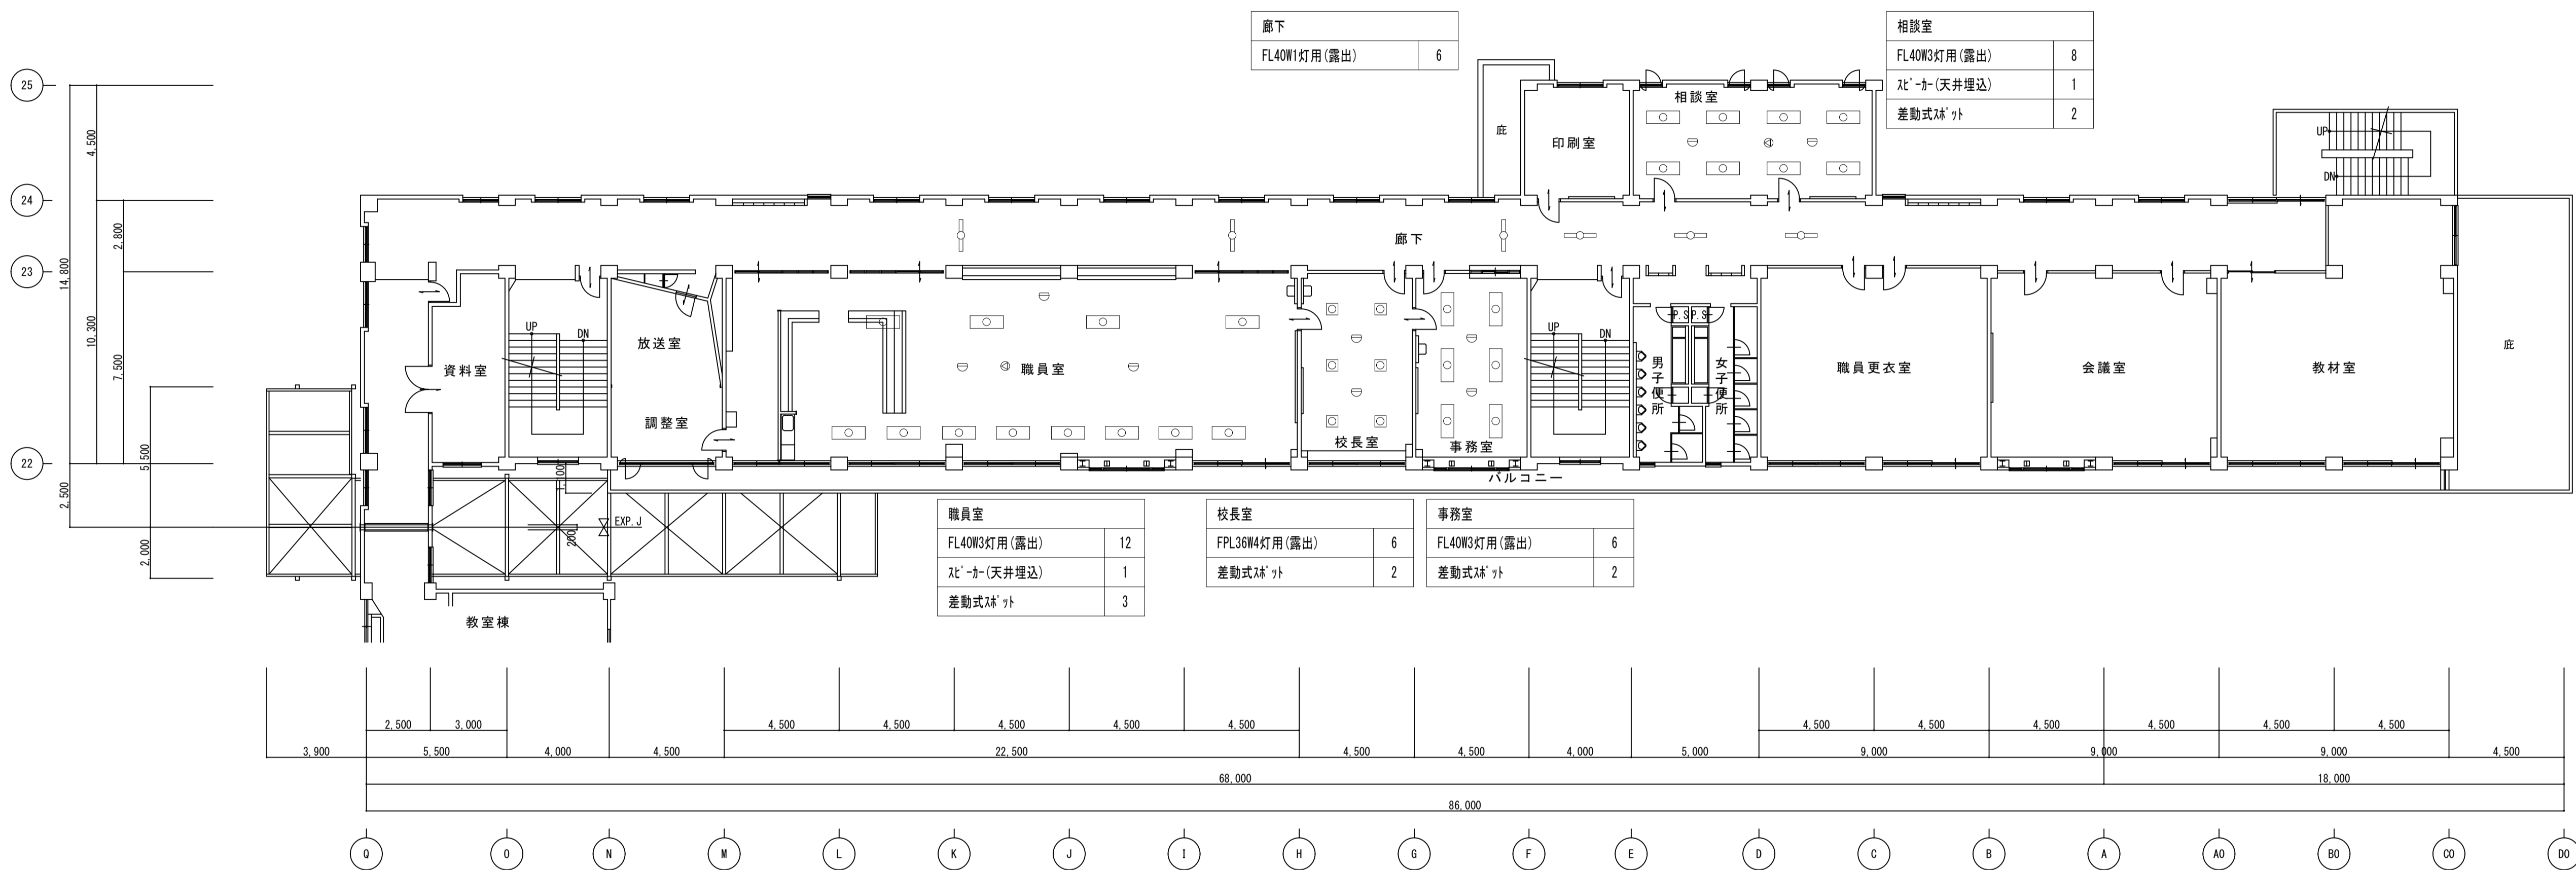 廊下
FL40W1灯用(露出) 6
相談室
FL40W3灯用(露出) 8
ｽﾋﾟｰｶｰ(天井埋込) 1
差動式ｽﾎﾟｯﾄ 2
25
24
23
22
4,500
2,800
14,800
10,300
7,500
5,500
2,500
2,000
相談室
印刷室
庇
UP
DN
廊下
UP
DN
放送室
資料室
調整室
職員室
校長室
事務室
UP
DN
P.S
P.S
男子便所
女子便所
職員更衣室
会議室
教材室
庇
バルコニー
EXP.J
200
教室棟
職員室
FL40W3灯用(露出) 12
ｽﾋﾟｰｶｰ(天井埋込) 1
差動式ｽﾎﾟｯﾄ 3
校長室
FPL36W4灯用(露出) 6
差動式ｽﾎﾟｯﾄ 2
事務室
FL40W3灯用(露出) 6
差動式ｽﾎﾟｯﾄ 2
2,500 3,000 4,500 4,500 4,500 4,500 4,500 4,500 4,500 4,500 4,500 4,500 4,500
3,900 5,500 4,000 4,500 22,500 4,500 4,500 4,000 5,000 9,000 9,000 9,000 4,500
68,000 18,000
86,000
Q O N M L K J I H G F E D C B A A0 B0 C0 D0